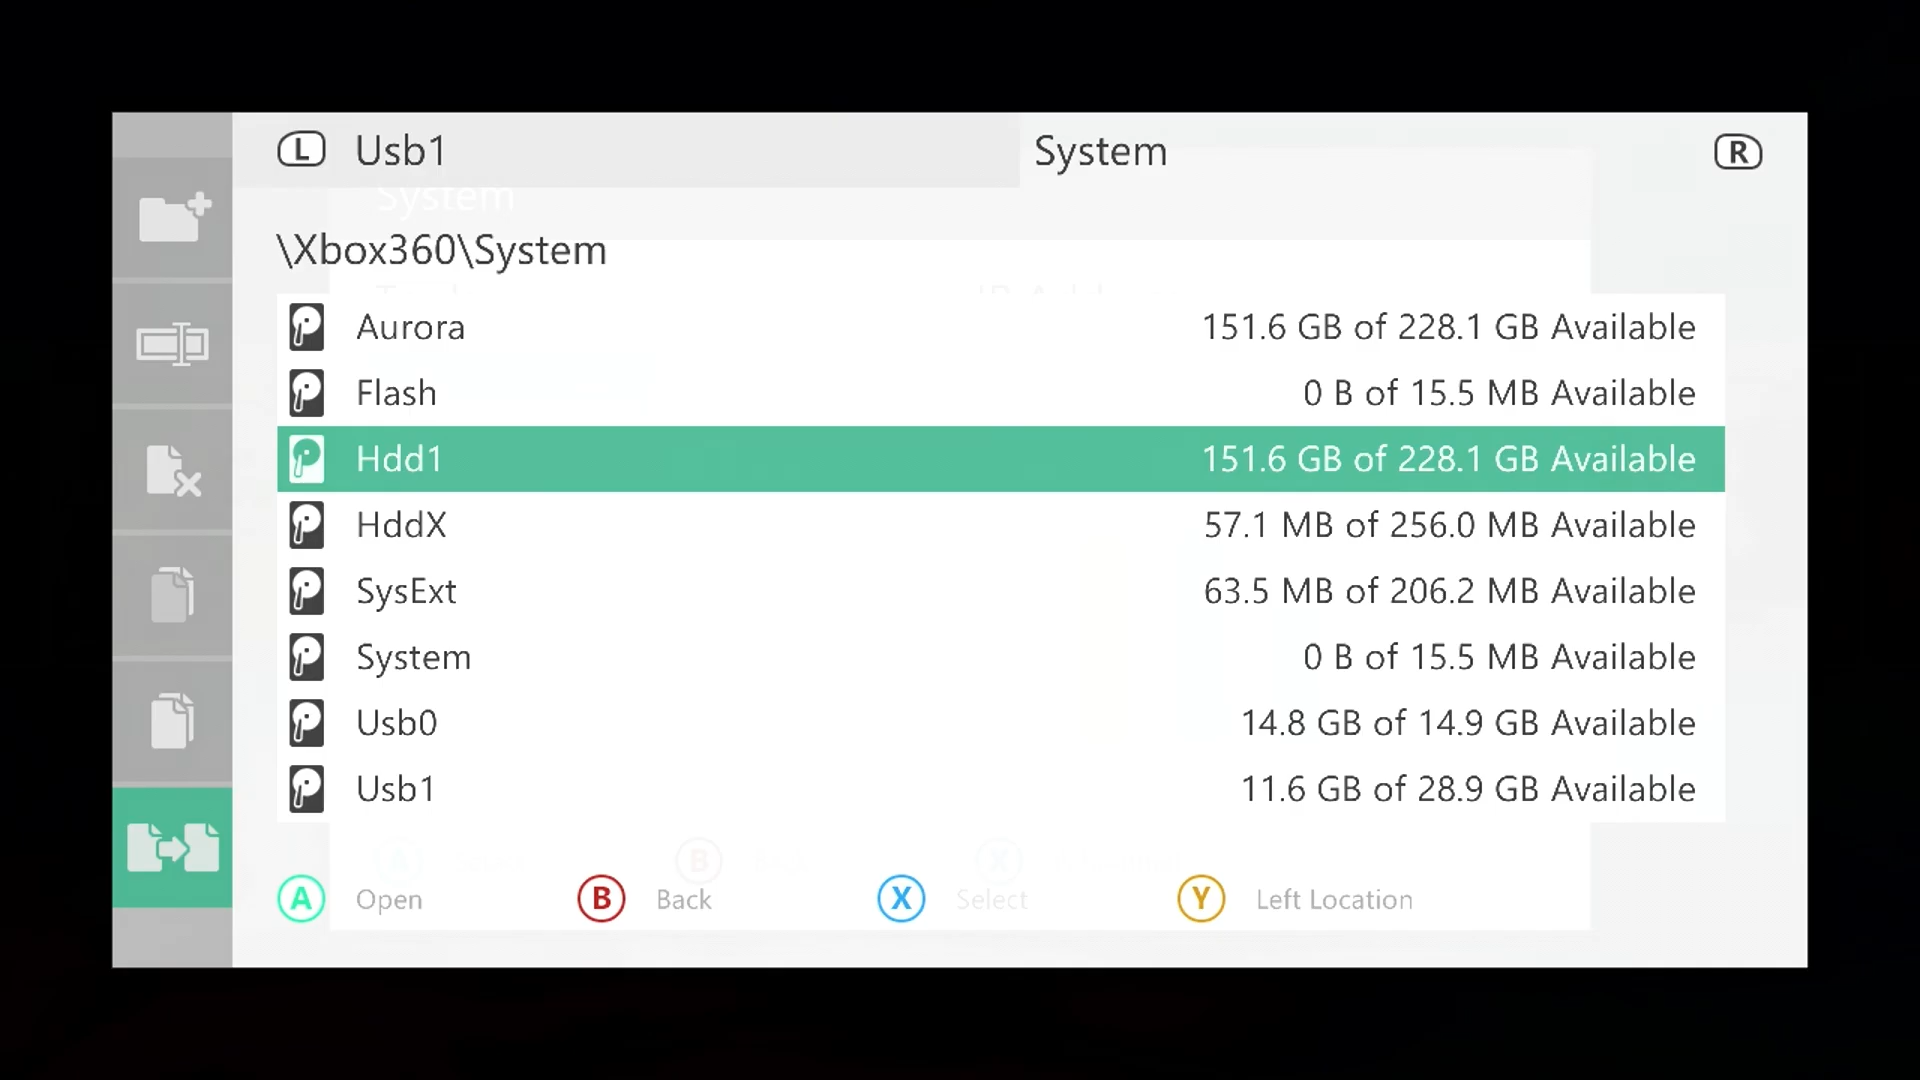 L Usb1 System R
System
\Xbox360\System
Aurora 151.6 GB of 228.1 GB Available
Flash 0 B of 15.5 MB Available
Hdd1 151.6 GB of 228.1 GB Available
HddX 57.1 MB of 256.0 MB Available
SysExt 63.5 MB of 206.2 MB Available
System 0 B of 15.5 MB Available
Usb0 14.8 GB of 14.9 GB Available
Usb1 11.6 GB of 28.9 GB Available
A B X
A Open B Back X Select Y Left Location